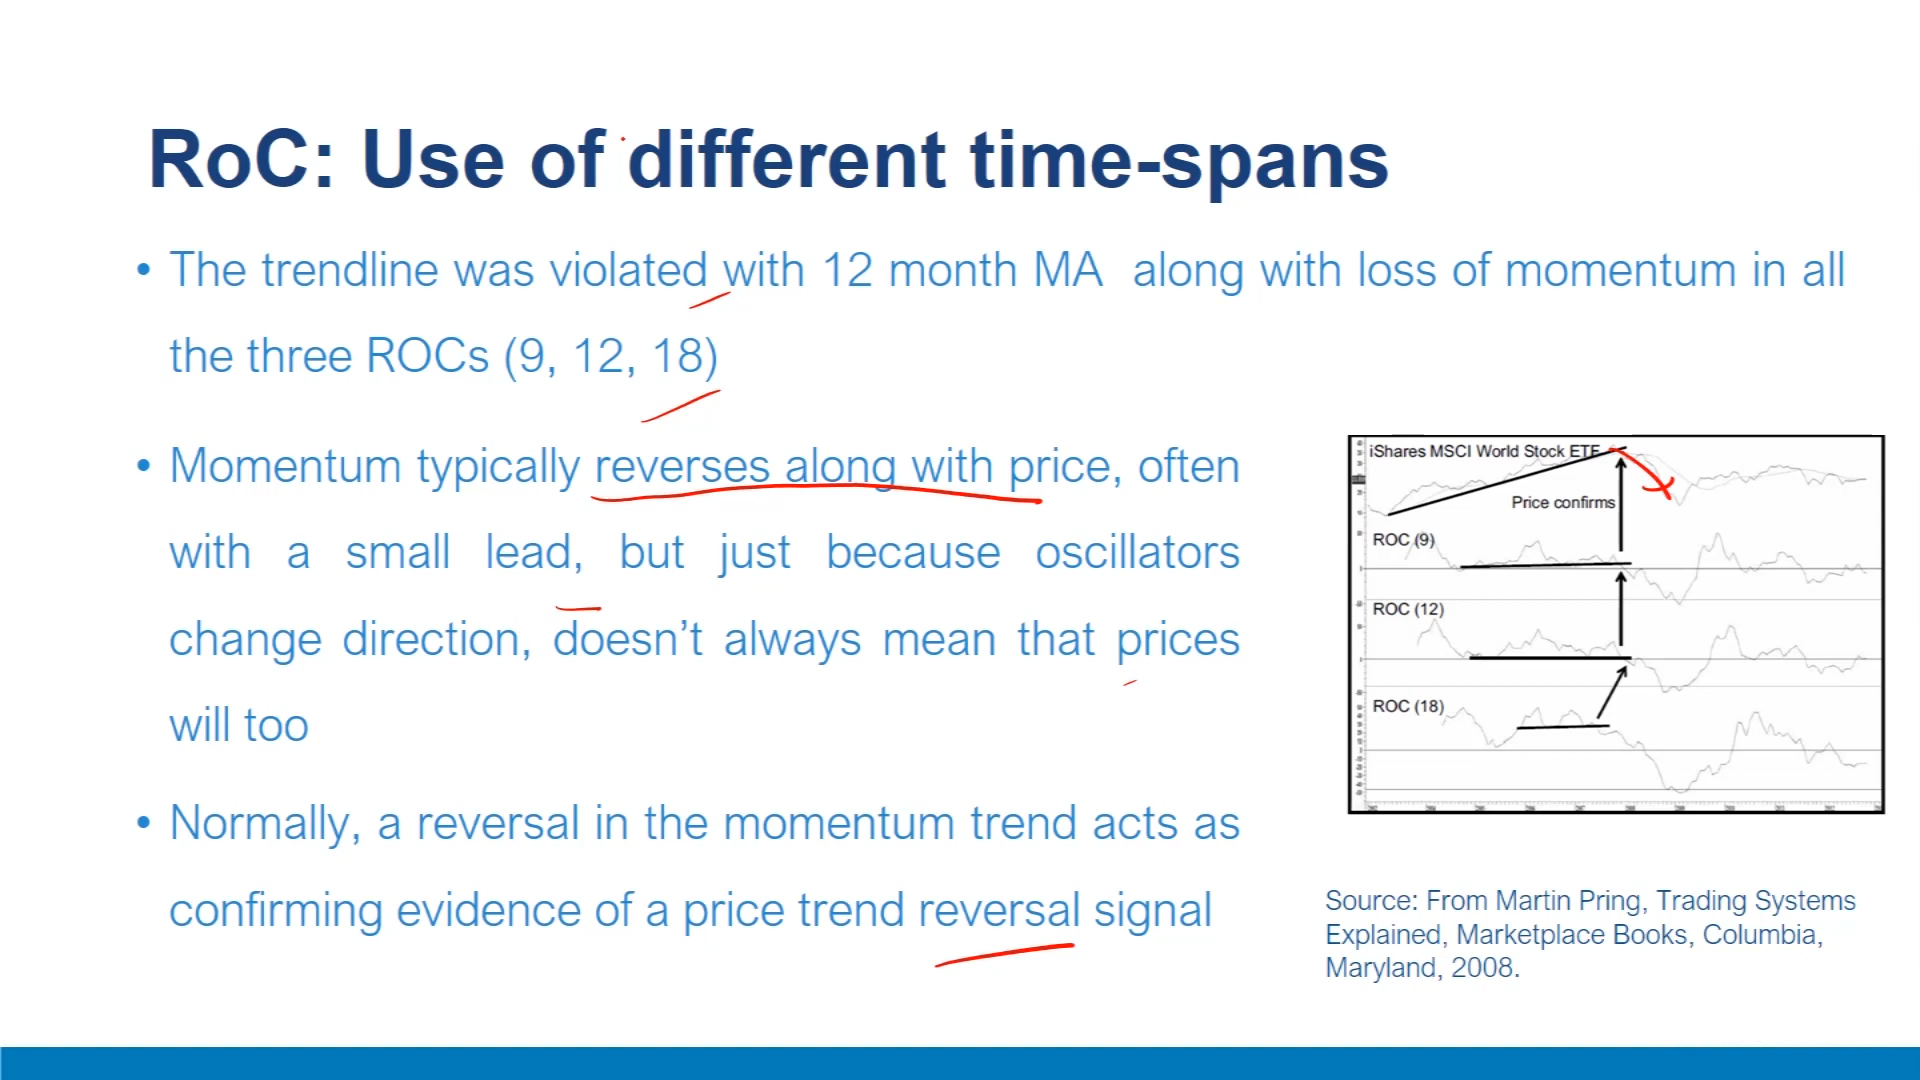 RoC: Use of different time-spans
• The trendline was violated with 12 month MA along with loss of momentum in all
the three ROCs (9, 12, 18)
• Momentum typically reverses along with price, often
with a small lead, but just because oscillators
change direction, doesn’t always mean that prices
will too
• Normally, a reversal in the momentum trend acts as
confirming evidence of a price trend reversal signal
iShares MSCI World Stock ETF
Price confirms
ROC (9)
ROC (12)
ROC (18)
Source: From Martin Pring, Trading Systems
Explained, Marketplace Books, Columbia,
Maryland, 2008.